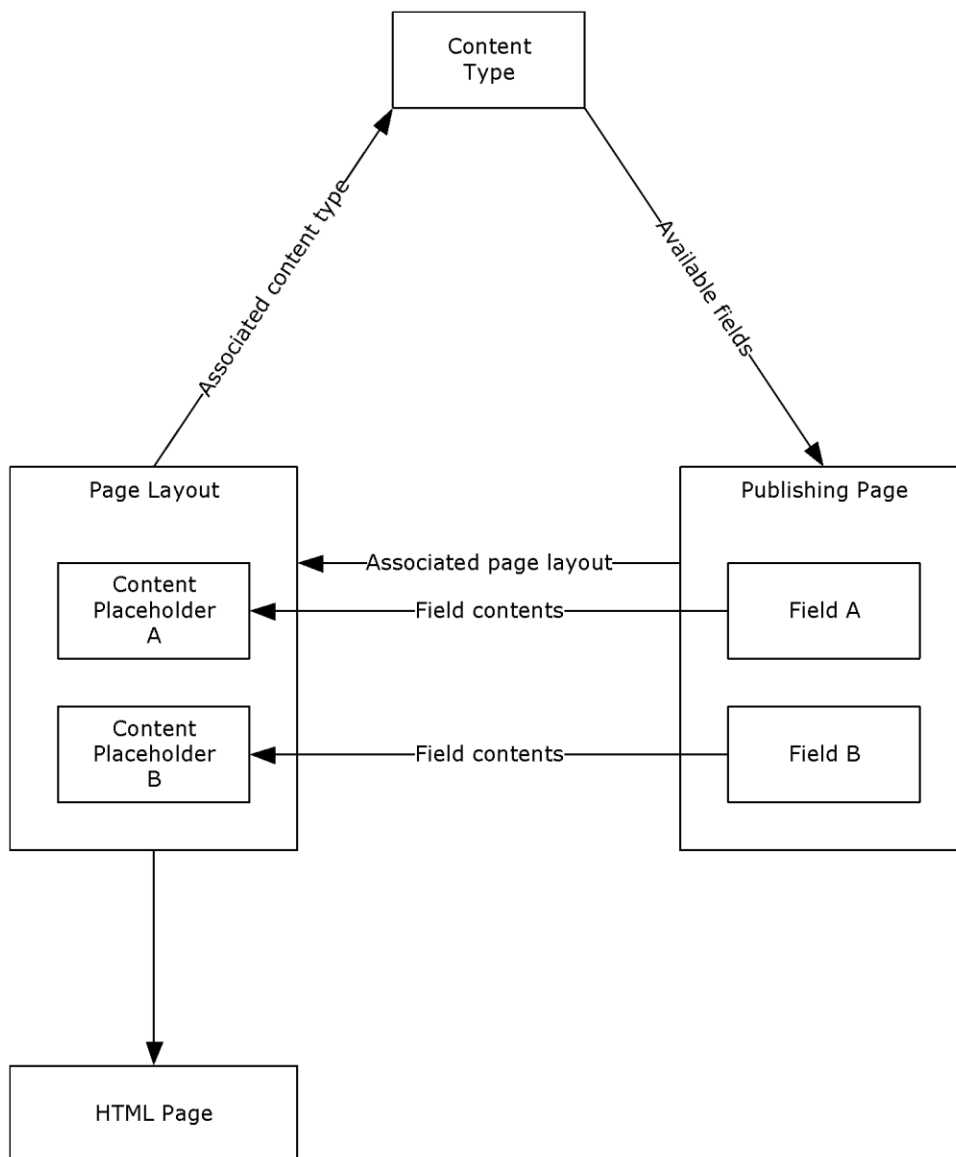 Content
Type
Associated content type
Available fields
Page Layout
Publishing Page
Associated page layout
Content
Placeholder
A
Field contents
Field A
Content
Placeholder
B
Field contents
Field B
HTML Page